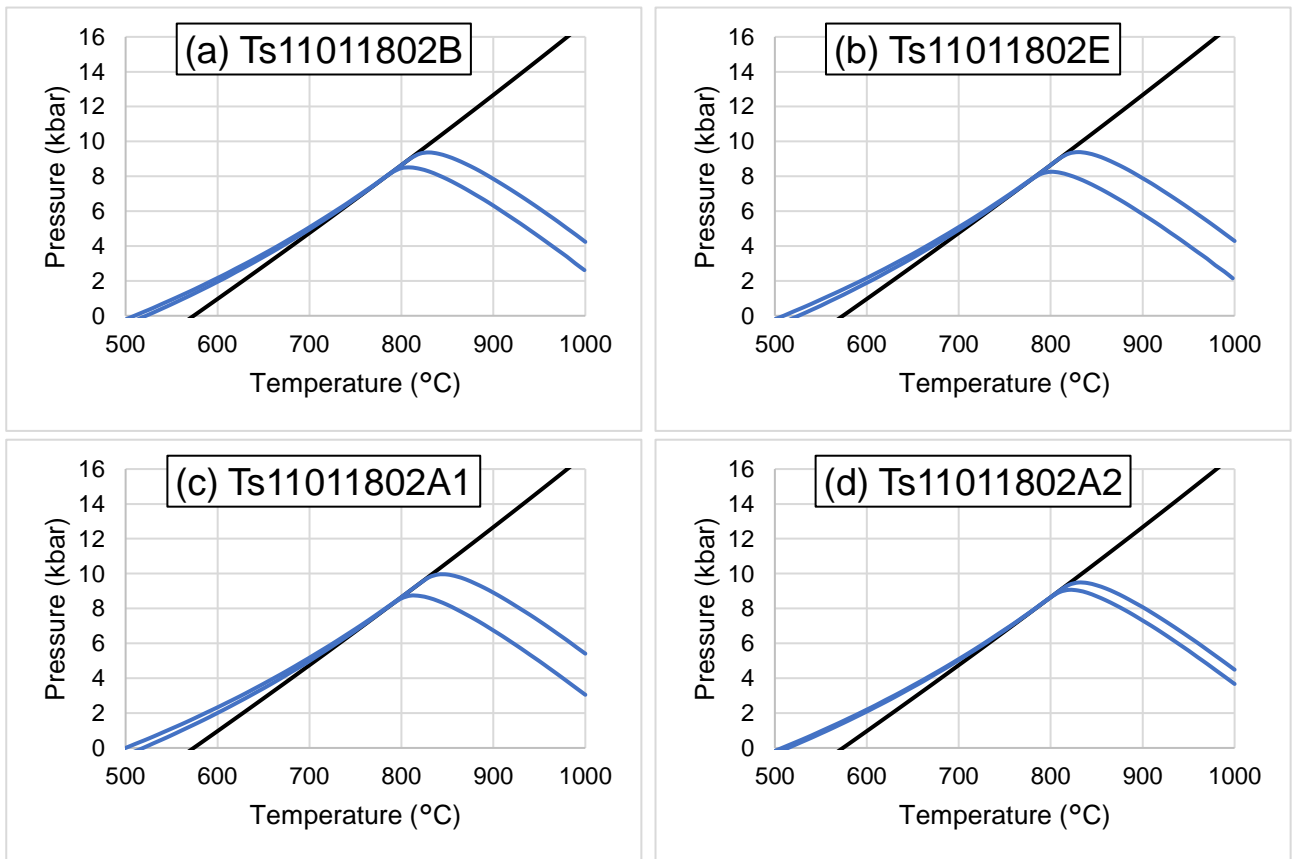 (a) Ts11011802B
Pressure (kbar)
16
14
12
10
8
6
4
2
0
500 600 700 800 900 1000
Temperature (°C)
(b) Ts11011802E
Pressure (kbar)
16
14
12
10
8
6
4
2
0
500 600 700 800 900 1000
Temperature (°C)
(c) Ts11011802A1
Pressure (kbar)
16
14
12
10
8
6
4
2
0
500 600 700 800 900 1000
Temperature (°C)
(d) Ts11011802A2
Pressure (kbar)
16
14
12
10
8
6
4
2
0
500 600 700 800 900 1000
Temperature (°C)